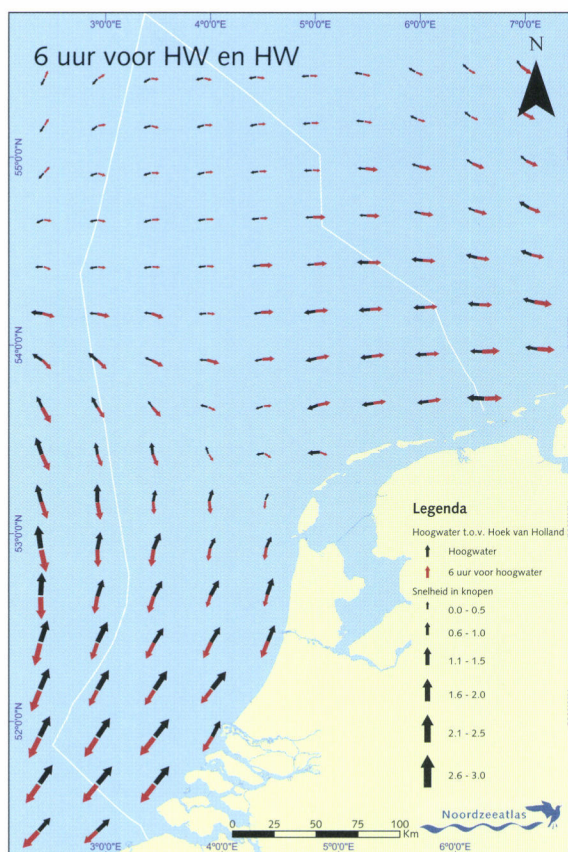 3°0'0"E 4°0'0"E 5°0'0"E 6°0'0"E 7°0'0"E
6 uur voor HW en HW
N
55°0'0"N
54°0'0"N
53°0'0"N
52°0'0"N
Legenda
Hoogwater t.o.v. Hoek van Holland
Hoogwater
6 uur voor hoogwater
Snelheid in knopen
0.0 - 0.5
0.6 - 1.0
1.1 - 1.5
1.6 - 2.0
2.1 - 2.5
2.6 - 3.0
Noordzeeatlas
0 25 50 75 100
Km
3°0'0"E 4°0'0"E 5°0'0"E 6°0'0"E